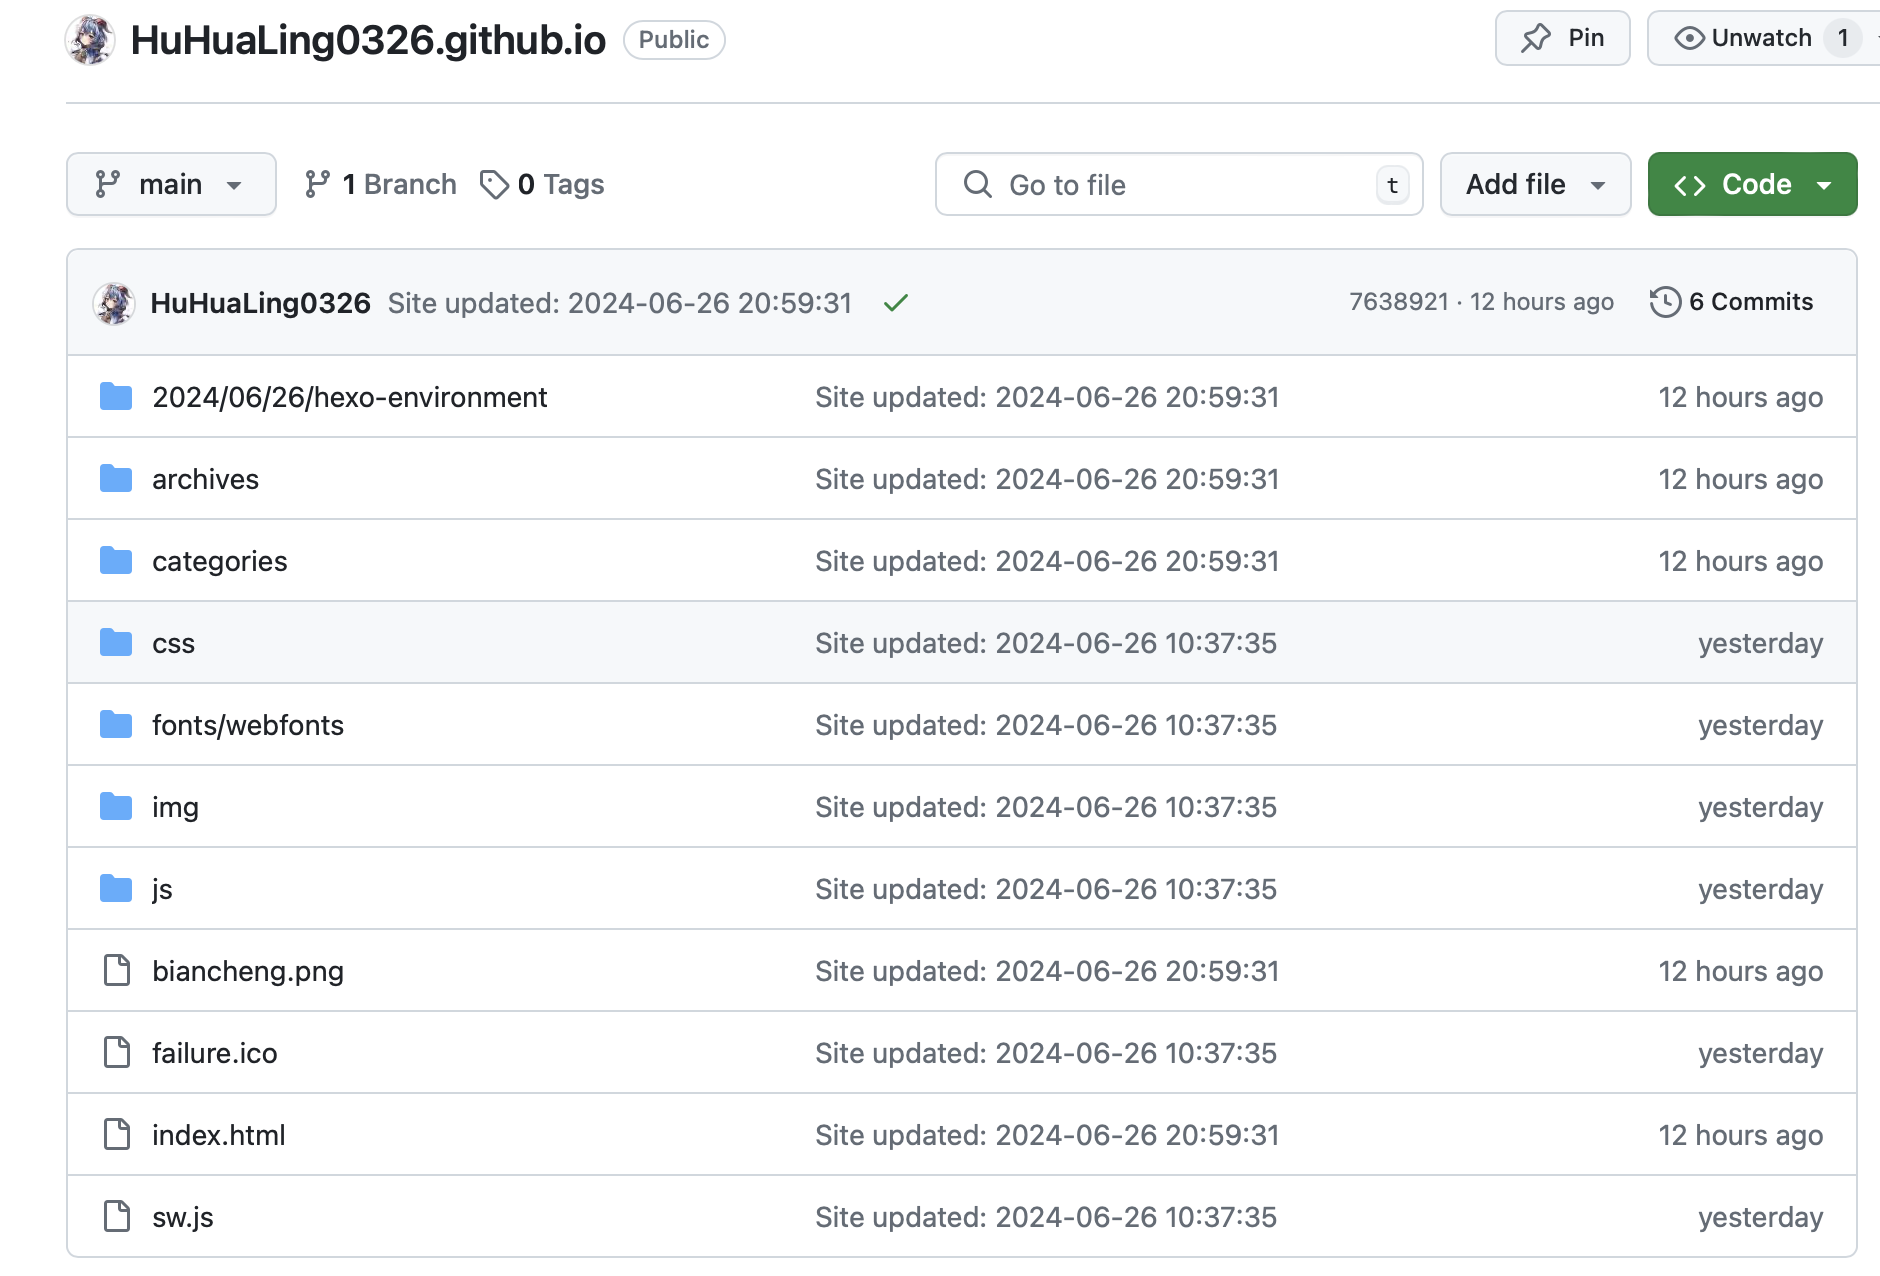 HuHuaLing0326.github.io Public Pin Unwatch 1
main 1 Branch 0 Tags Go to file t Add file Code
HuHuaLing0326 Site updated: 2024-06-26 20:59:31 7638921 · 12 hours ago 6 Commits
2024/06/26/hexo-environment Site updated: 2024-06-26 20:59:31 12 hours ago
archives Site updated: 2024-06-26 20:59:31 12 hours ago
categories Site updated: 2024-06-26 20:59:31 12 hours ago
css Site updated: 2024-06-26 10:37:35 yesterday
fonts/webfonts Site updated: 2024-06-26 10:37:35 yesterday
img Site updated: 2024-06-26 10:37:35 yesterday
js Site updated: 2024-06-26 10:37:35 yesterday
biancheng.png Site updated: 2024-06-26 20:59:31 12 hours ago
failure.ico Site updated: 2024-06-26 10:37:35 yesterday
index.html Site updated: 2024-06-26 20:59:31 12 hours ago
sw.js Site updated: 2024-06-26 10:37:35 yesterday